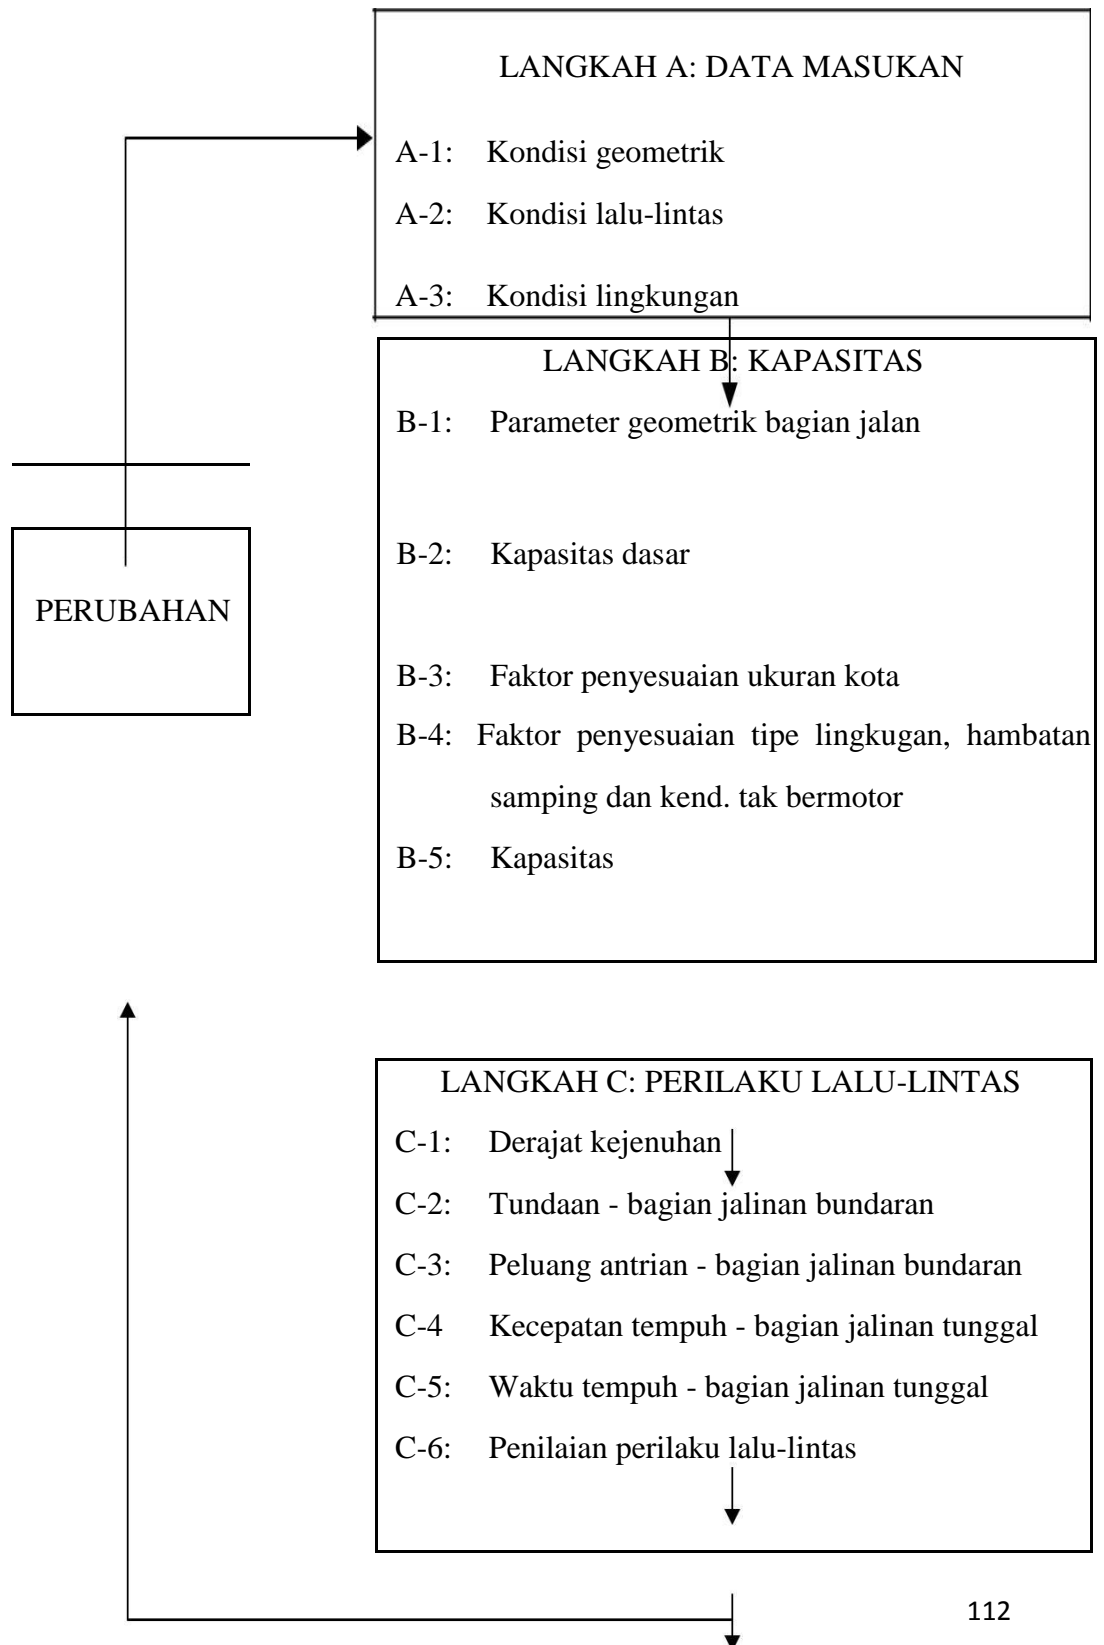 LANGKAH A: DATA MASUKAN
A-1: Kondisi geometrik
A-2: Kondisi lalu-lintas
A-3: Kondisi lingkungan
LANGKAH B: KAPASITAS
B-1: Parameter geometrik bagian jalan
B-2: Kapasitas dasar
PERUBAHAN
B-3: Faktor penyesuaian ukuran kota
B-4: Faktor penyesuaian tipe lingkugan, hambatan
samping dan kend. tak bermotor
B-5: Kapasitas
LANGKAH C: PERILAKU LALU-LINTAS
C-1: Derajat kejenuhan
C-2: Tundaan - bagian jalinan bundaran
C-3: Peluang antrian - bagian jalinan bundaran
C-4 Kecepatan tempuh - bagian jalinan tunggal
C-5: Waktu tempuh - bagian jalinan tunggal
C-6: Penilaian perilaku lalu-lintas
112